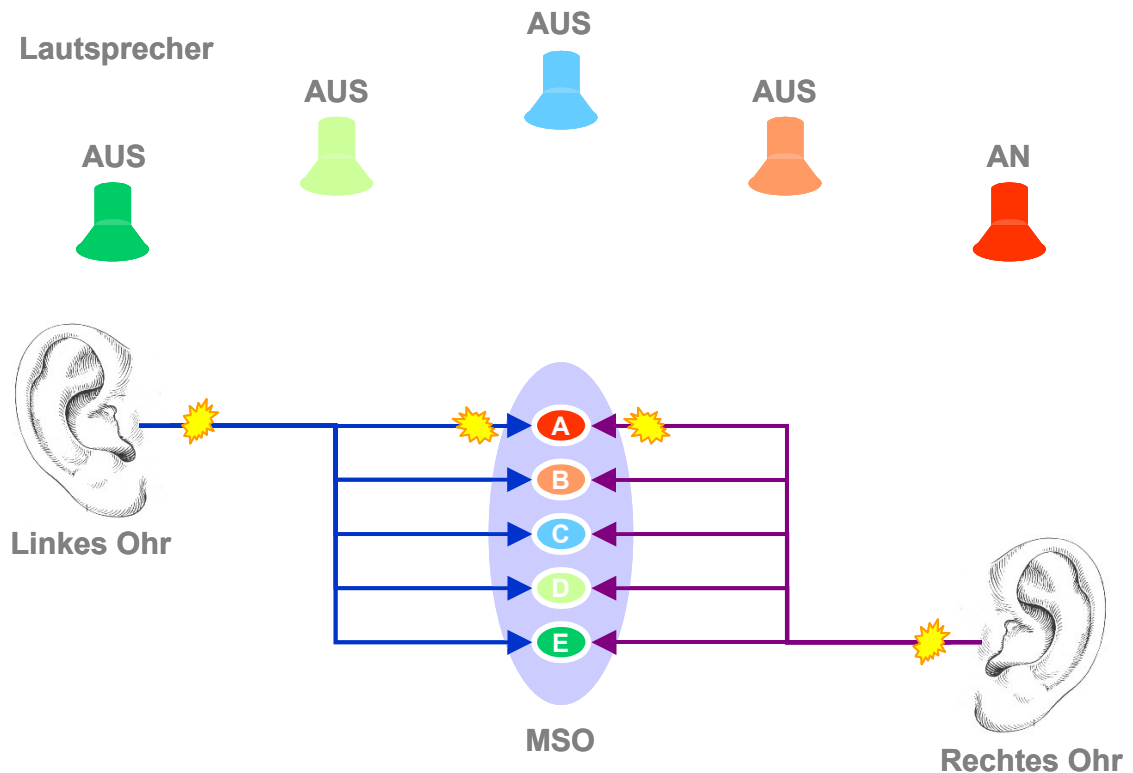 AUS
Lautsprecher
AUS
AUS
AUS
AN
A
B
C
D
E
Linkes Ohr
MSO
Rechtes Ohr